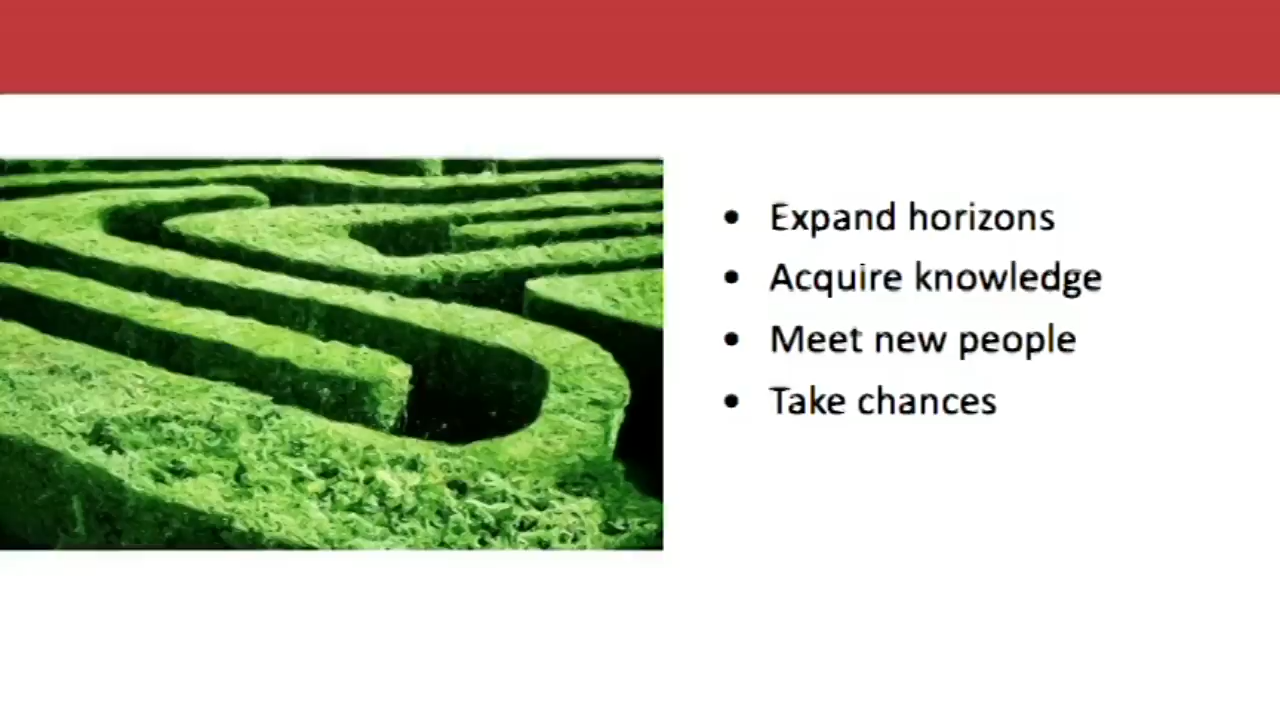 • Expand horizons
• Acquire knowledge
• Meet new people
• Take chances